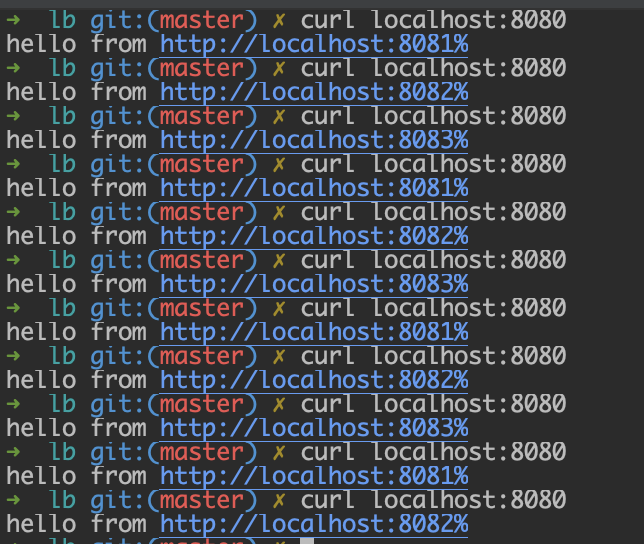 ➜ lb git:(master) ✗ curl localhost:8080
hello from http://localhost:8081%
➜ lb git:(master) ✗ curl localhost:8080
hello from http://localhost:8082%
➜ lb git:(master) ✗ curl localhost:8080
hello from http://localhost:8083%
➜ lb git:(master) ✗ curl localhost:8080
hello from http://localhost:8081%
➜ lb git:(master) ✗ curl localhost:8080
hello from http://localhost:8082%
➜ lb git:(master) ✗ curl localhost:8080
hello from http://localhost:8083%
➜ lb git:(master) ✗ curl localhost:8080
hello from http://localhost:8081%
➜ lb git:(master) ✗ curl localhost:8080
hello from http://localhost:8082%
➜ lb git:(master) ✗ curl localhost:8080
hello from http://localhost:8083%
➜ lb git:(master) ✗ curl localhost:8080
hello from http://localhost:8081%
➜ lb git:(master) ✗ curl localhost:8080
hello from http://localhost:8082%
➜ lb git:(master) ✗